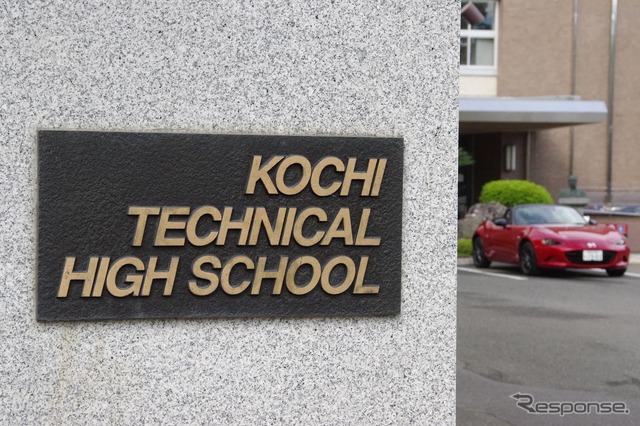 KOCHI
TECHNICAL
HIGH SCHOOL
Response.